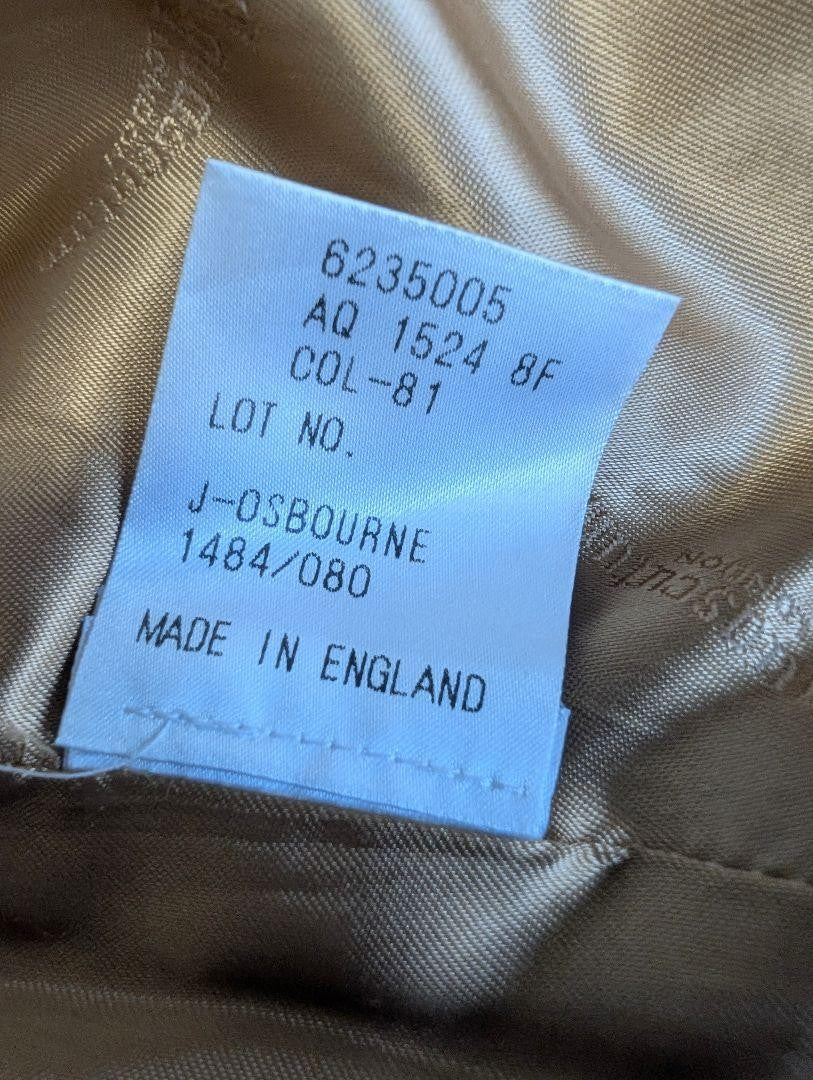 6235005
AQ 1524 8F
COL-81
LOT NO.
J-OSBOURNE
1484/080
MADE IN ENGLAND